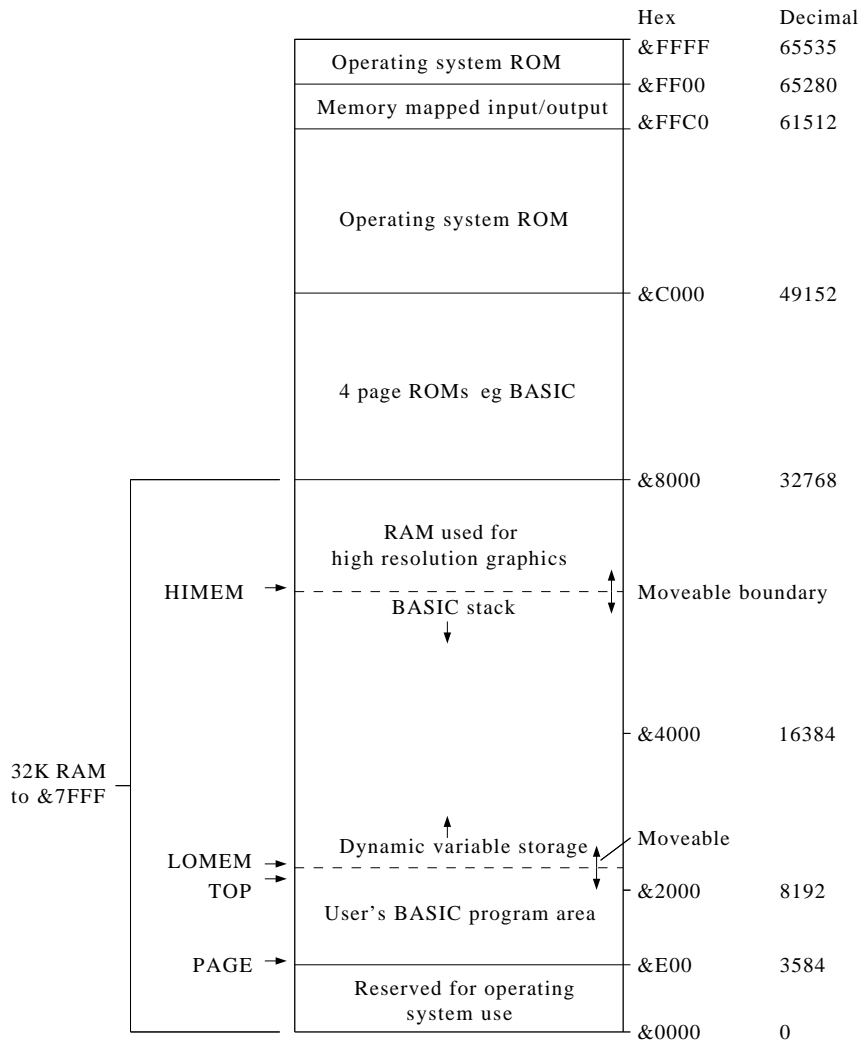 Hex Decimal
&FFFF 65535
Operating system ROM
&FF00 65280
Memory mapped input/output
&FFC0 61512
Operating system ROM
&C000 49152
4 page ROMs eg BASIC
&8000 32768
RAM used for
high resolution graphics
HIMEM
Moveable boundary
BASIC stack
&4000 16384
32K RAM
to &7FFF
Moveable
Dynamic variable storage
LOMEM
TOP
&2000 8192
User's BASIC program area
PAGE
&E00 3584
Reserved for operating
system use
&0000 0